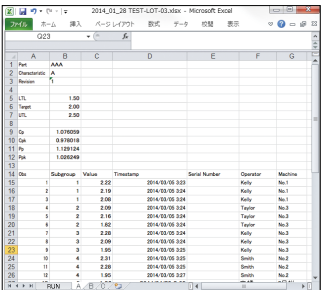 2014_01_28 TEST-LOT-03.xlsx - Microsoft Excel
ファイル ホーム 挿入 ページ レイアウト 数式 データ 校閲 表示
Q23 fx
A B C D E F G
1 Part AAA
2 Characteristic A
3 Revision 1
4
5 LTL 1.50
6 Target 2.00
7 UTL 2.50
8
9 Cp 1.076059
10 Cpk 0.978018
11 Pp 1.129124
12 Ppk 1.026249
13
14 Obs Subgroup Value Timestamp Serial Number Operator Machine
15 1 1 2.22 2014/03/05 3:23 Kelly No.1
16 2 1 2.19 2014/03/05 3:24 Kelly No.1
17 3 1 2.08 2014/03/05 3:24 Kelly No.1
18 4 2 2.09 2014/03/05 3:24 Taylor No.3
19 5 2 2.16 2014/03/05 3:24 Taylor No.3
20 6 2 1.82 2014/03/05 3:24 Taylor No.3
21 7 3 2.28 2014/03/05 3:24 Kelly No.3
22 8 3 2.09 2014/03/05 3:24 Kelly No.3
23 9 3 1.95 2014/03/05 3:25 Kelly No.3
24 10 4 2.31 2014/03/05 3:25 Smith No.2
25 11 4 2.28 2014/03/05 3:25 Smith No.2
26 12 4 1.95 2014/03/05 3:27 Smith No.2
RUN A B C